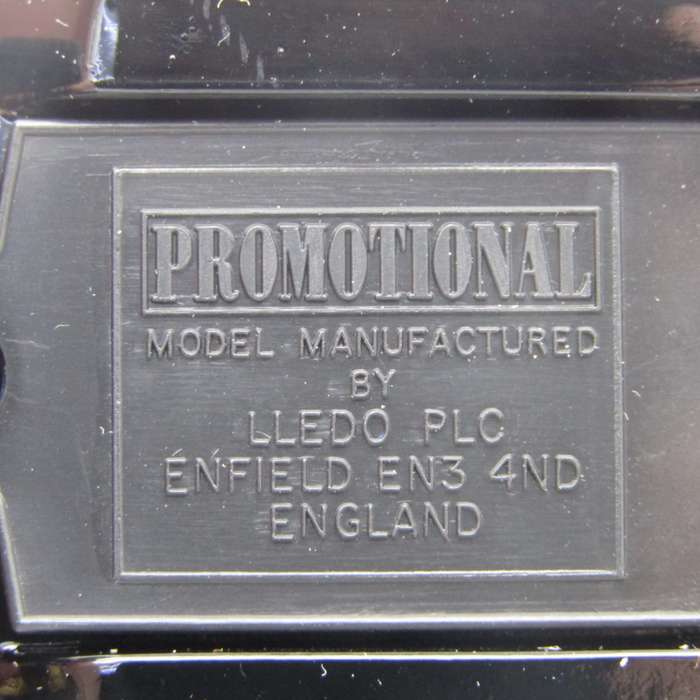 PROMOTIONAL
MODEL MANUFACTURED
BY
LLEDO PLC
ENFIELD EN3 4ND
ENGLAND